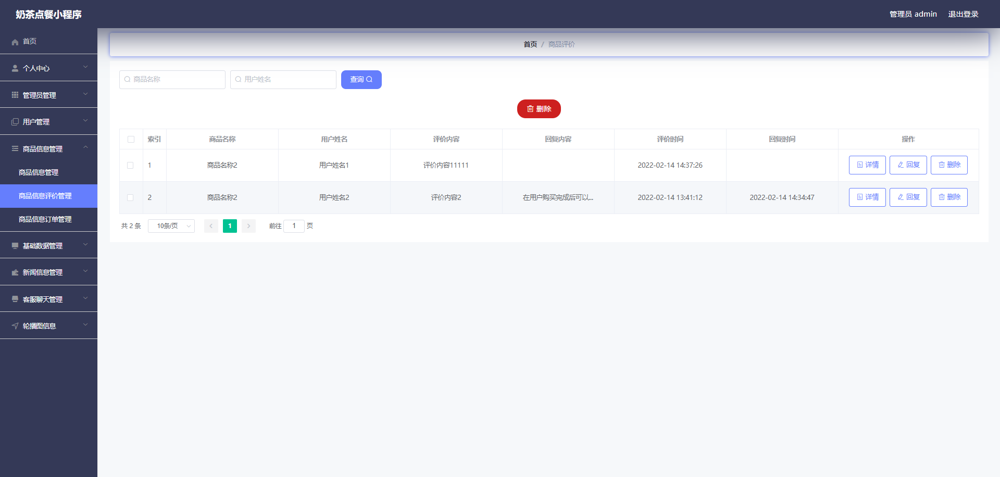 奶茶点餐小程序
管理员 admin 退出登录
首页
个人中心
管理员管理
用户管理
商品信息管理
商品信息管理
商品信息评价管理
商品信息订单管理
基础数据管理
新闻信息管理
客服聊天管理
轮播图信息
首页 / 商品评价
商品名称 用户姓名 查询
删除
索引 商品名称 用户姓名 评价内容 回复内容 评价时间 回复时间 操作
1 商品名称2 用户姓名1 评价内容11111 2022-02-14 14:37:26 详情 回复 删除
2 商品名称2 用户姓名2 评价内容2 在用户购买完成后可以... 2022-02-14 13:41:12 2022-02-14 14:34:47 详情 回复 删除
共 2 条 10条/页 1 前往 1 页